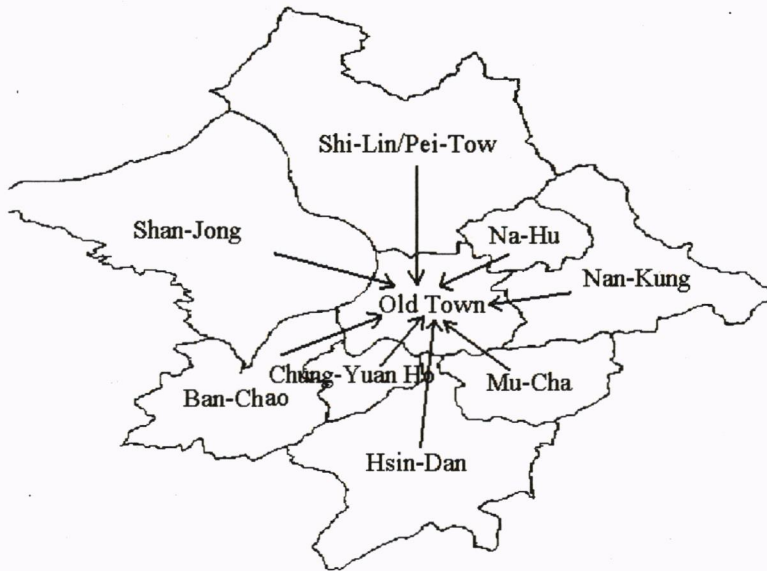 Shi-Lin/Pei-Tow
Shan-Jong
Na-Hu
Nan-Kung
Old Town
Chung-Yuan Ho
Ban-Chao
Mu-Cha
Hsin-Dan